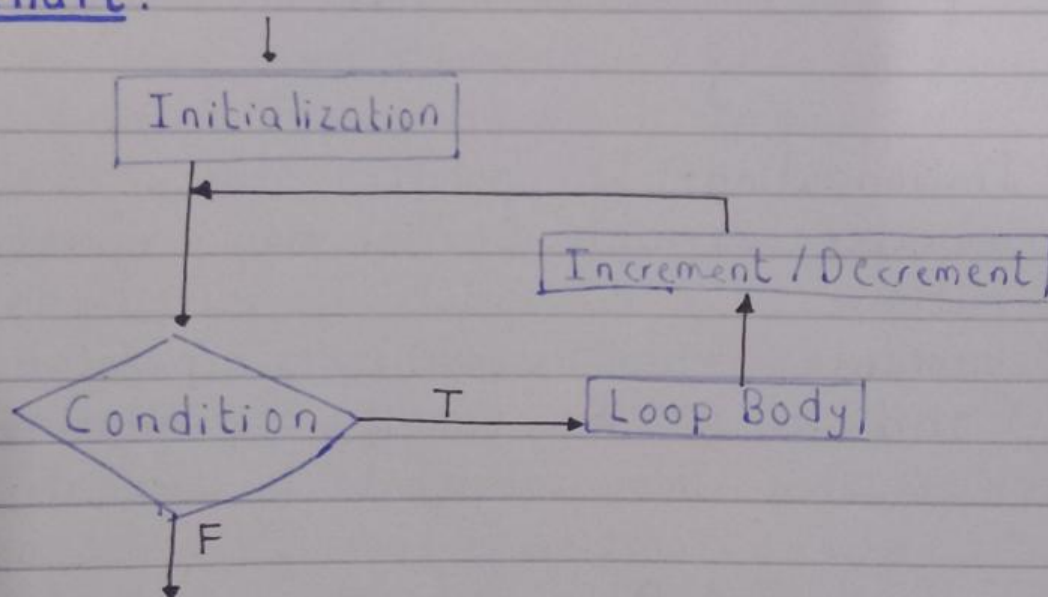 Initialization
Increment / Decrement
Condition
T
Loop Body
F